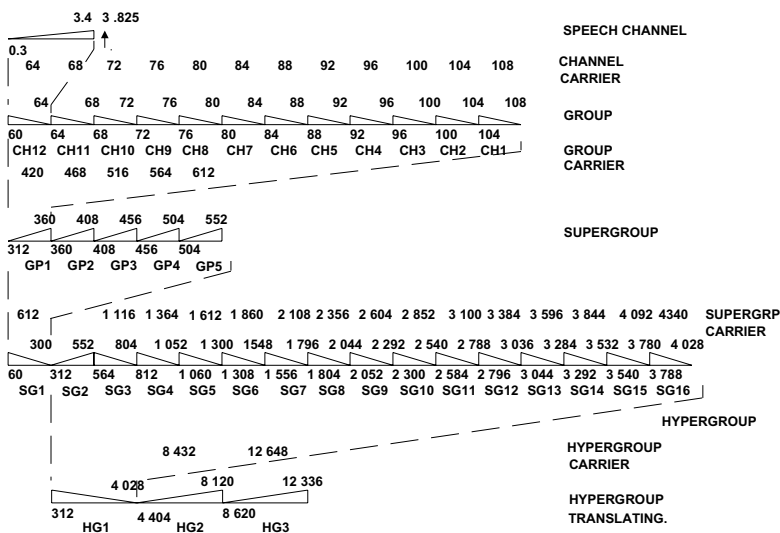 3.4 3 .825 SPEECH CHANNEL
0.3
64 68 72 76 80 84 88 92 96 100 104 108 CHANNEL
CARRIER
64 68 72 76 80 84 88 92 96 100 104 108 GROUP
60 64 68 72 76 80 84 88 92 96 100 104
CH12 CH11 CH10 CH9 CH8 CH7 CH6 CH5 CH4 CH3 CH2 CH1 GROUP
CARRIER
420 468 516 564 612
360 408 456 504 552 SUPERGROUP
312 360 408 456 504
GP1 GP2 GP3 GP4 GP5
612 1 116 1 364 1 612 1 860 2 108 2 356 2 604 2 852 3 100 3 384 3 596 3 844 4 092 4340 SUPERGRP
CARRIER
300 552 804 1 052 1 300 1548 1 796 2 044 2 292 2 540 2 788 3 036 3 284 3 532 3 780 4 028
60 312 564 812 1 060 1 308 1 556 1 804 2 052 2 300 2 584 2 796 3 044 3 292 3 540 3 788
SG1 SG2 SG3 SG4 SG5 SG6 SG7 SG8 SG9 SG10 SG11 SG12 SG13 SG14 SG15 SG16
HYPERGROUP
8 432 12 648 HYPERGROUP
CARRIER
4 028 8 120 12 336 HYPERGROUP
312 4 404 8 620 TRANSLATING.
HG1 HG2 HG3